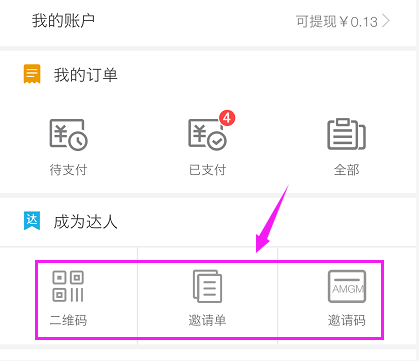 我的账户 可提现￥0.13
我的订单
4
待支付 已支付 全部
达 成为达人
AMGM
二维码 邀请单 邀请码